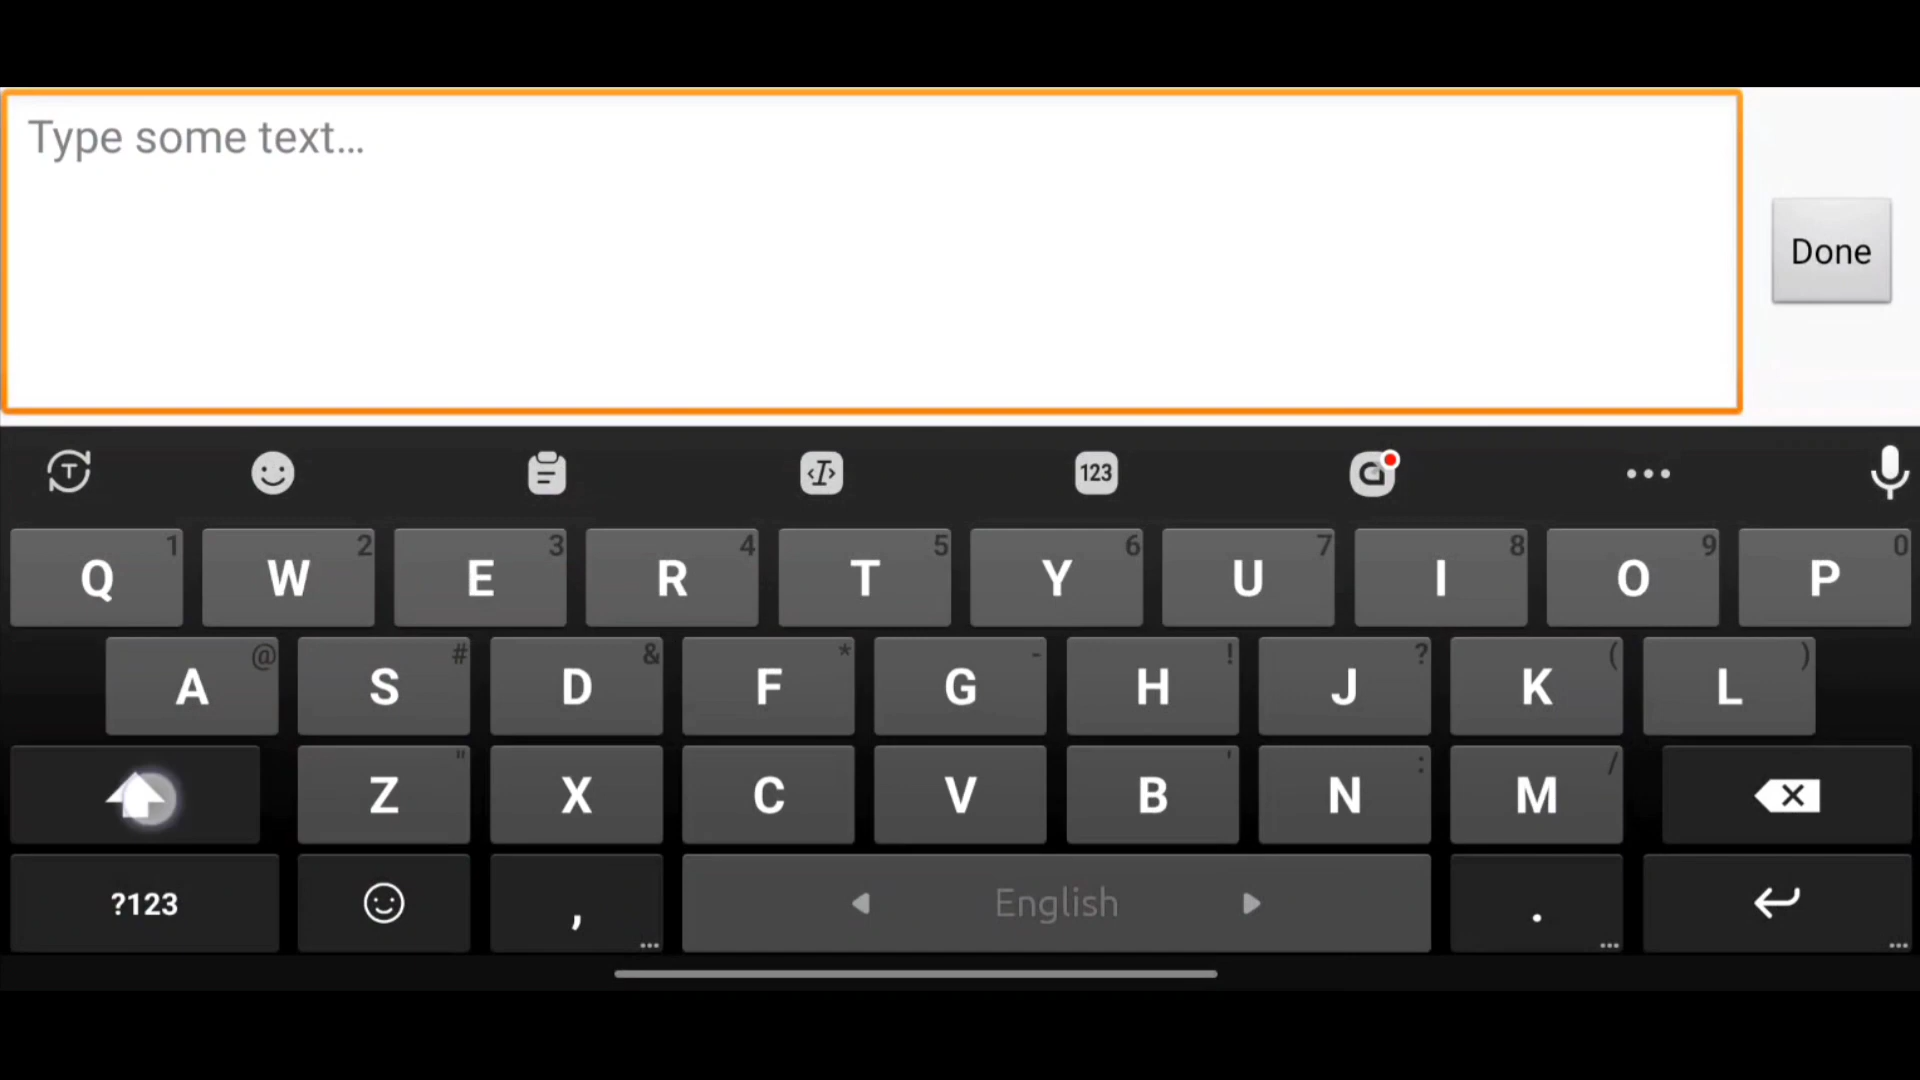 Type some text...
Done
T 123
Q 1 W 2 E 3 R 4 T 5 Y 6 U 7 I 8 O 9 P 0
A @ S # D & F * G - H ! J ? K ( L )
Z " X C V B ' N : M /
?123 , ... English . ... ...